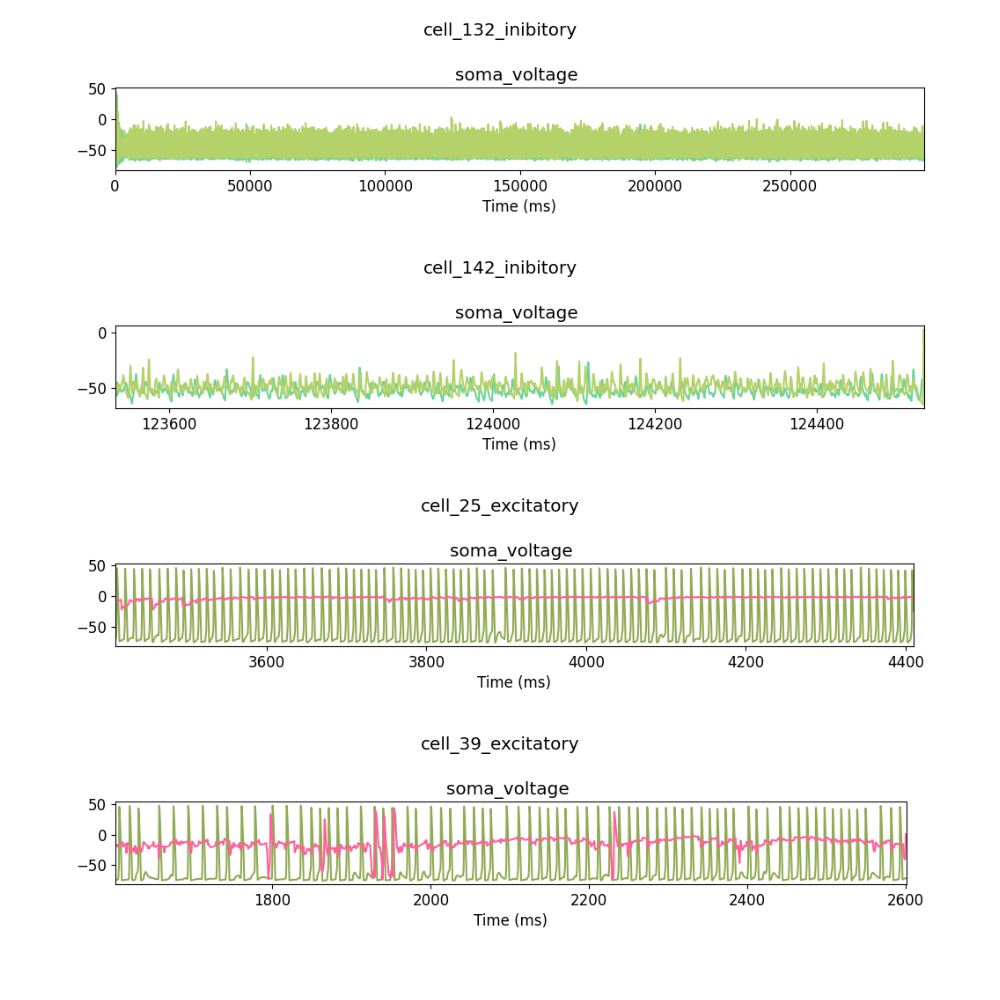 cell_132_inibitory
soma_voltage
50
0
−50
0 50000 100000 150000 200000 250000
Time (ms)
cell_142_inibitory
soma_voltage
0
−50
123600 123800 124000 124200 124400
Time (ms)
cell_25_excitatory
soma_voltage
50
0
−50
3600 3800 4000 4200 4400
Time (ms)
cell_39_excitatory
soma_voltage
50
0
−50
1800 2000 2200 2400 2600
Time (ms)